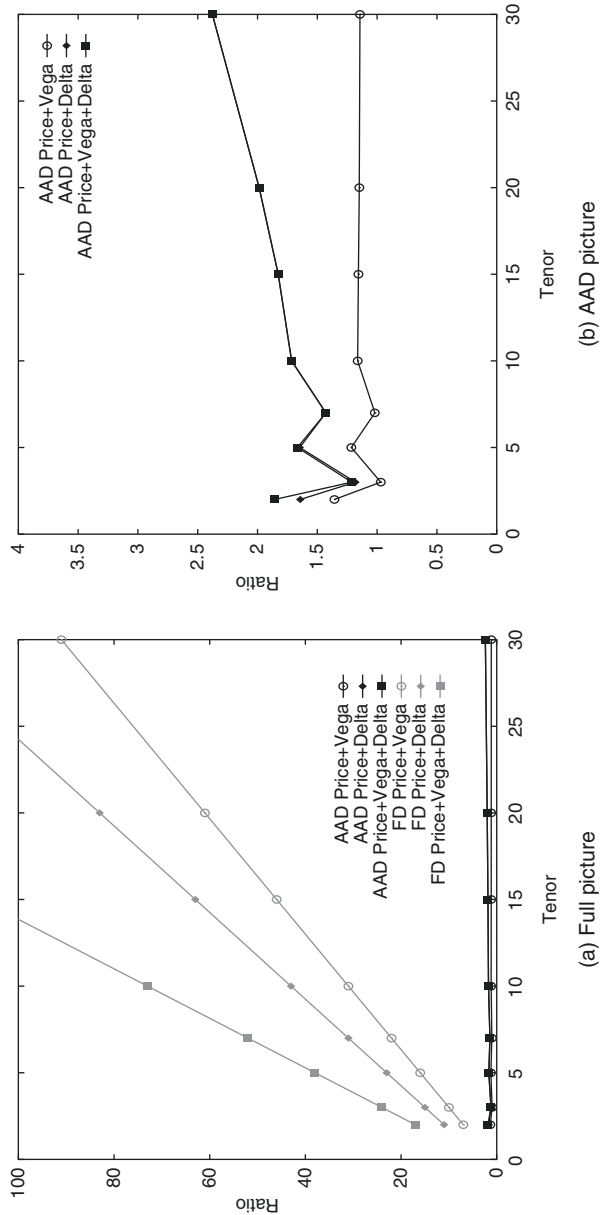 100
80
60
40
20
0
Ratio
0
5
10
15
20
25
30
Tenor
AAD Price+Vega
AAD Price+Delta
AAD Price+Vega+Delta
FD Price+Vega
FD Price+Delta
FD Price+Vega+Delta
(a) Full picture
4
3.5
3
2.5
2
1.5
1
0.5
0
Ratio
0
5
10
15
20
25
30
Tenor
AAD Price+Vega
AAD Price+Delta
AAD Price+Vega+Delta
(b) AAD picture